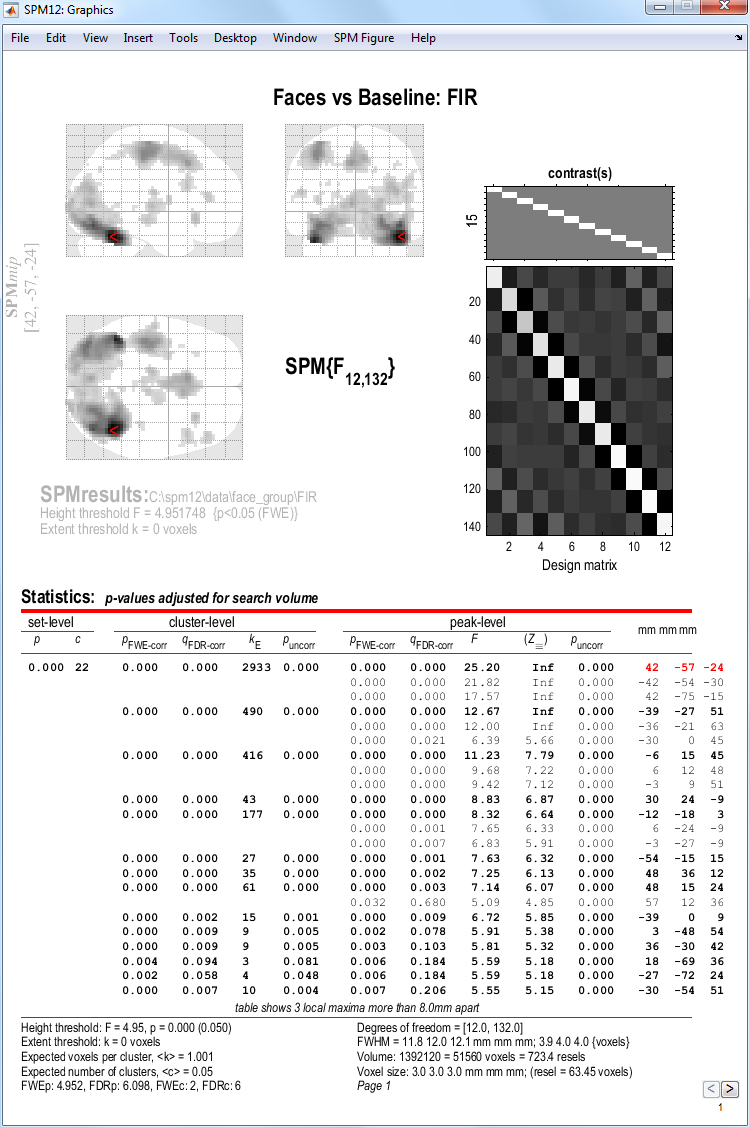 SPM12: Graphics
File Edit View Insert Tools Desktop Window SPM Figure Help
Faces vs Baseline: FIR
SPMmip
[42, -57, -24]
<
<
<
contrast(s)
15
SPM{F12,132}
20
40
60
80
100
120
140
2 4 6 8 10 12
Design matrix
SPMresults: C:\spm12\data\face_group\FIR
Height threshold F = 4.951748 {p<0.05 (FWE)}
Extent threshold k = 0 voxels
Statistics: p-values adjusted for search volume
set-level cluster-level peak-level mm mm mm
p c pFWE-corr qFDR-corr kE puncorr pFWE-corr qFDR-corr F (Z≡) puncorr
0.000 22 0.000 0.000 2933 0.000 0.000 0.000 25.20 Inf 0.000 42 -57 -24
0.000 0.000 21.82 Inf 0.000 -42 -54 -30
0.000 0.000 17.57 Inf 0.000 42 -75 -15
0.000 0.000 490 0.000 0.000 0.000 12.67 Inf 0.000 -39 -27 51
0.000 0.000 12.00 Inf 0.000 -36 -21 63
0.000 0.021 6.39 5.66 0.000 -30 0 45
0.000 0.000 416 0.000 0.000 0.000 11.23 7.79 0.000 -6 15 45
0.000 0.000 9.68 7.22 0.000 6 12 48
0.000 0.000 9.42 7.12 0.000 -3 9 51
0.000 0.000 43 0.000 0.000 0.000 8.83 6.87 0.000 30 24 -9
0.000 0.000 177 0.000 0.000 0.000 8.32 6.64 0.000 -12 -18 3
0.000 0.001 7.65 6.33 0.000 6 -24 -9
0.000 0.007 6.83 5.91 0.000 -3 -27 -9
0.000 0.000 27 0.000 0.000 0.001 7.63 6.32 0.000 -54 -15 15
0.000 0.000 35 0.000 0.000 0.002 7.25 6.13 0.000 48 36 12
0.000 0.000 61 0.000 0.000 0.003 7.14 6.07 0.000 48 15 24
0.032 0.680 5.09 4.85 0.000 57 12 36
0.000 0.002 15 0.001 0.000 0.009 6.72 5.85 0.000 -39 0 9
0.000 0.009 9 0.005 0.002 0.078 5.91 5.38 0.000 3 -48 54
0.000 0.009 9 0.005 0.003 0.103 5.81 5.32 0.000 36 -30 42
0.004 0.094 3 0.081 0.006 0.184 5.59 5.18 0.000 18 -69 36
0.002 0.058 4 0.048 0.006 0.184 5.59 5.18 0.000 -27 -72 24
0.000 0.007 10 0.004 0.007 0.206 5.55 5.15 0.000 -30 -54 51
table shows 3 local maxima more than 8.0mm apart
Height threshold: F = 4.95, p = 0.000 (0.050)
Extent threshold: k = 0 voxels
Expected voxels per cluster, <k> = 1.001
Expected number of clusters, <c> = 0.05
FWEp: 4.952, FDRp: 6.098, FWEc: 2, FDRc: 6
Degrees of freedom = [12.0, 132.0]
FWHM = 11.8 12.0 12.1 mm mm mm; 3.9 4.0 4.0 {voxels}
Volume: 1392120 = 51560 voxels = 723.4 resels
Voxel size: 3.0 3.0 3.0 mm mm mm; (resel = 63.45 voxels)
Page 1
< >
1